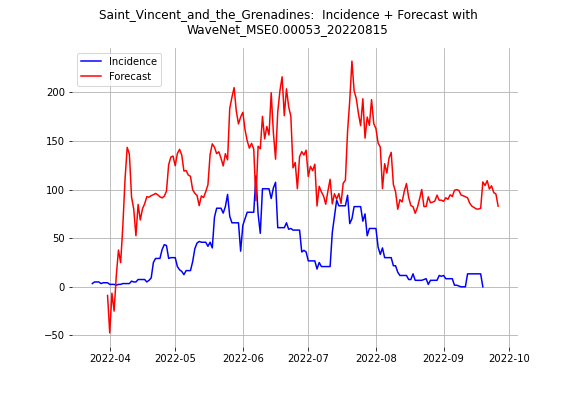 Saint_Vincent_and_the_Grenadines:  Incidence + Forecast with
WaveNet_MSE0.00053_20220815
Incidence
Forecast
200
150
100
50
0
−50
2022-04 2022-05 2022-06 2022-07 2022-08 2022-09 2022-10